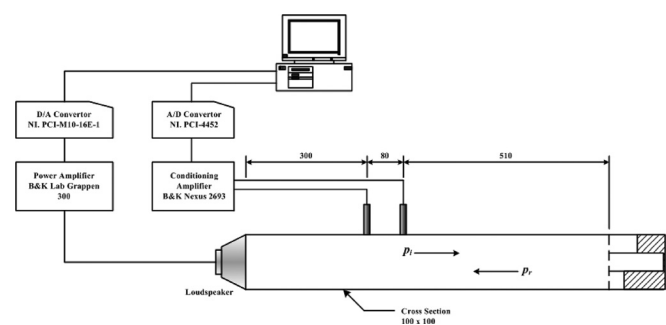 D/A Convertor
NI. PCI-M10-16E-1
A/D Convertor
NI. PCI-4452
Power Amplifier
B&K Lab Grappen
300
Conditioning
Amplifier
B&K Nexus 2693
300
80
510
Pi
Pr
Loudspeaker
Cross Section
100 x 100